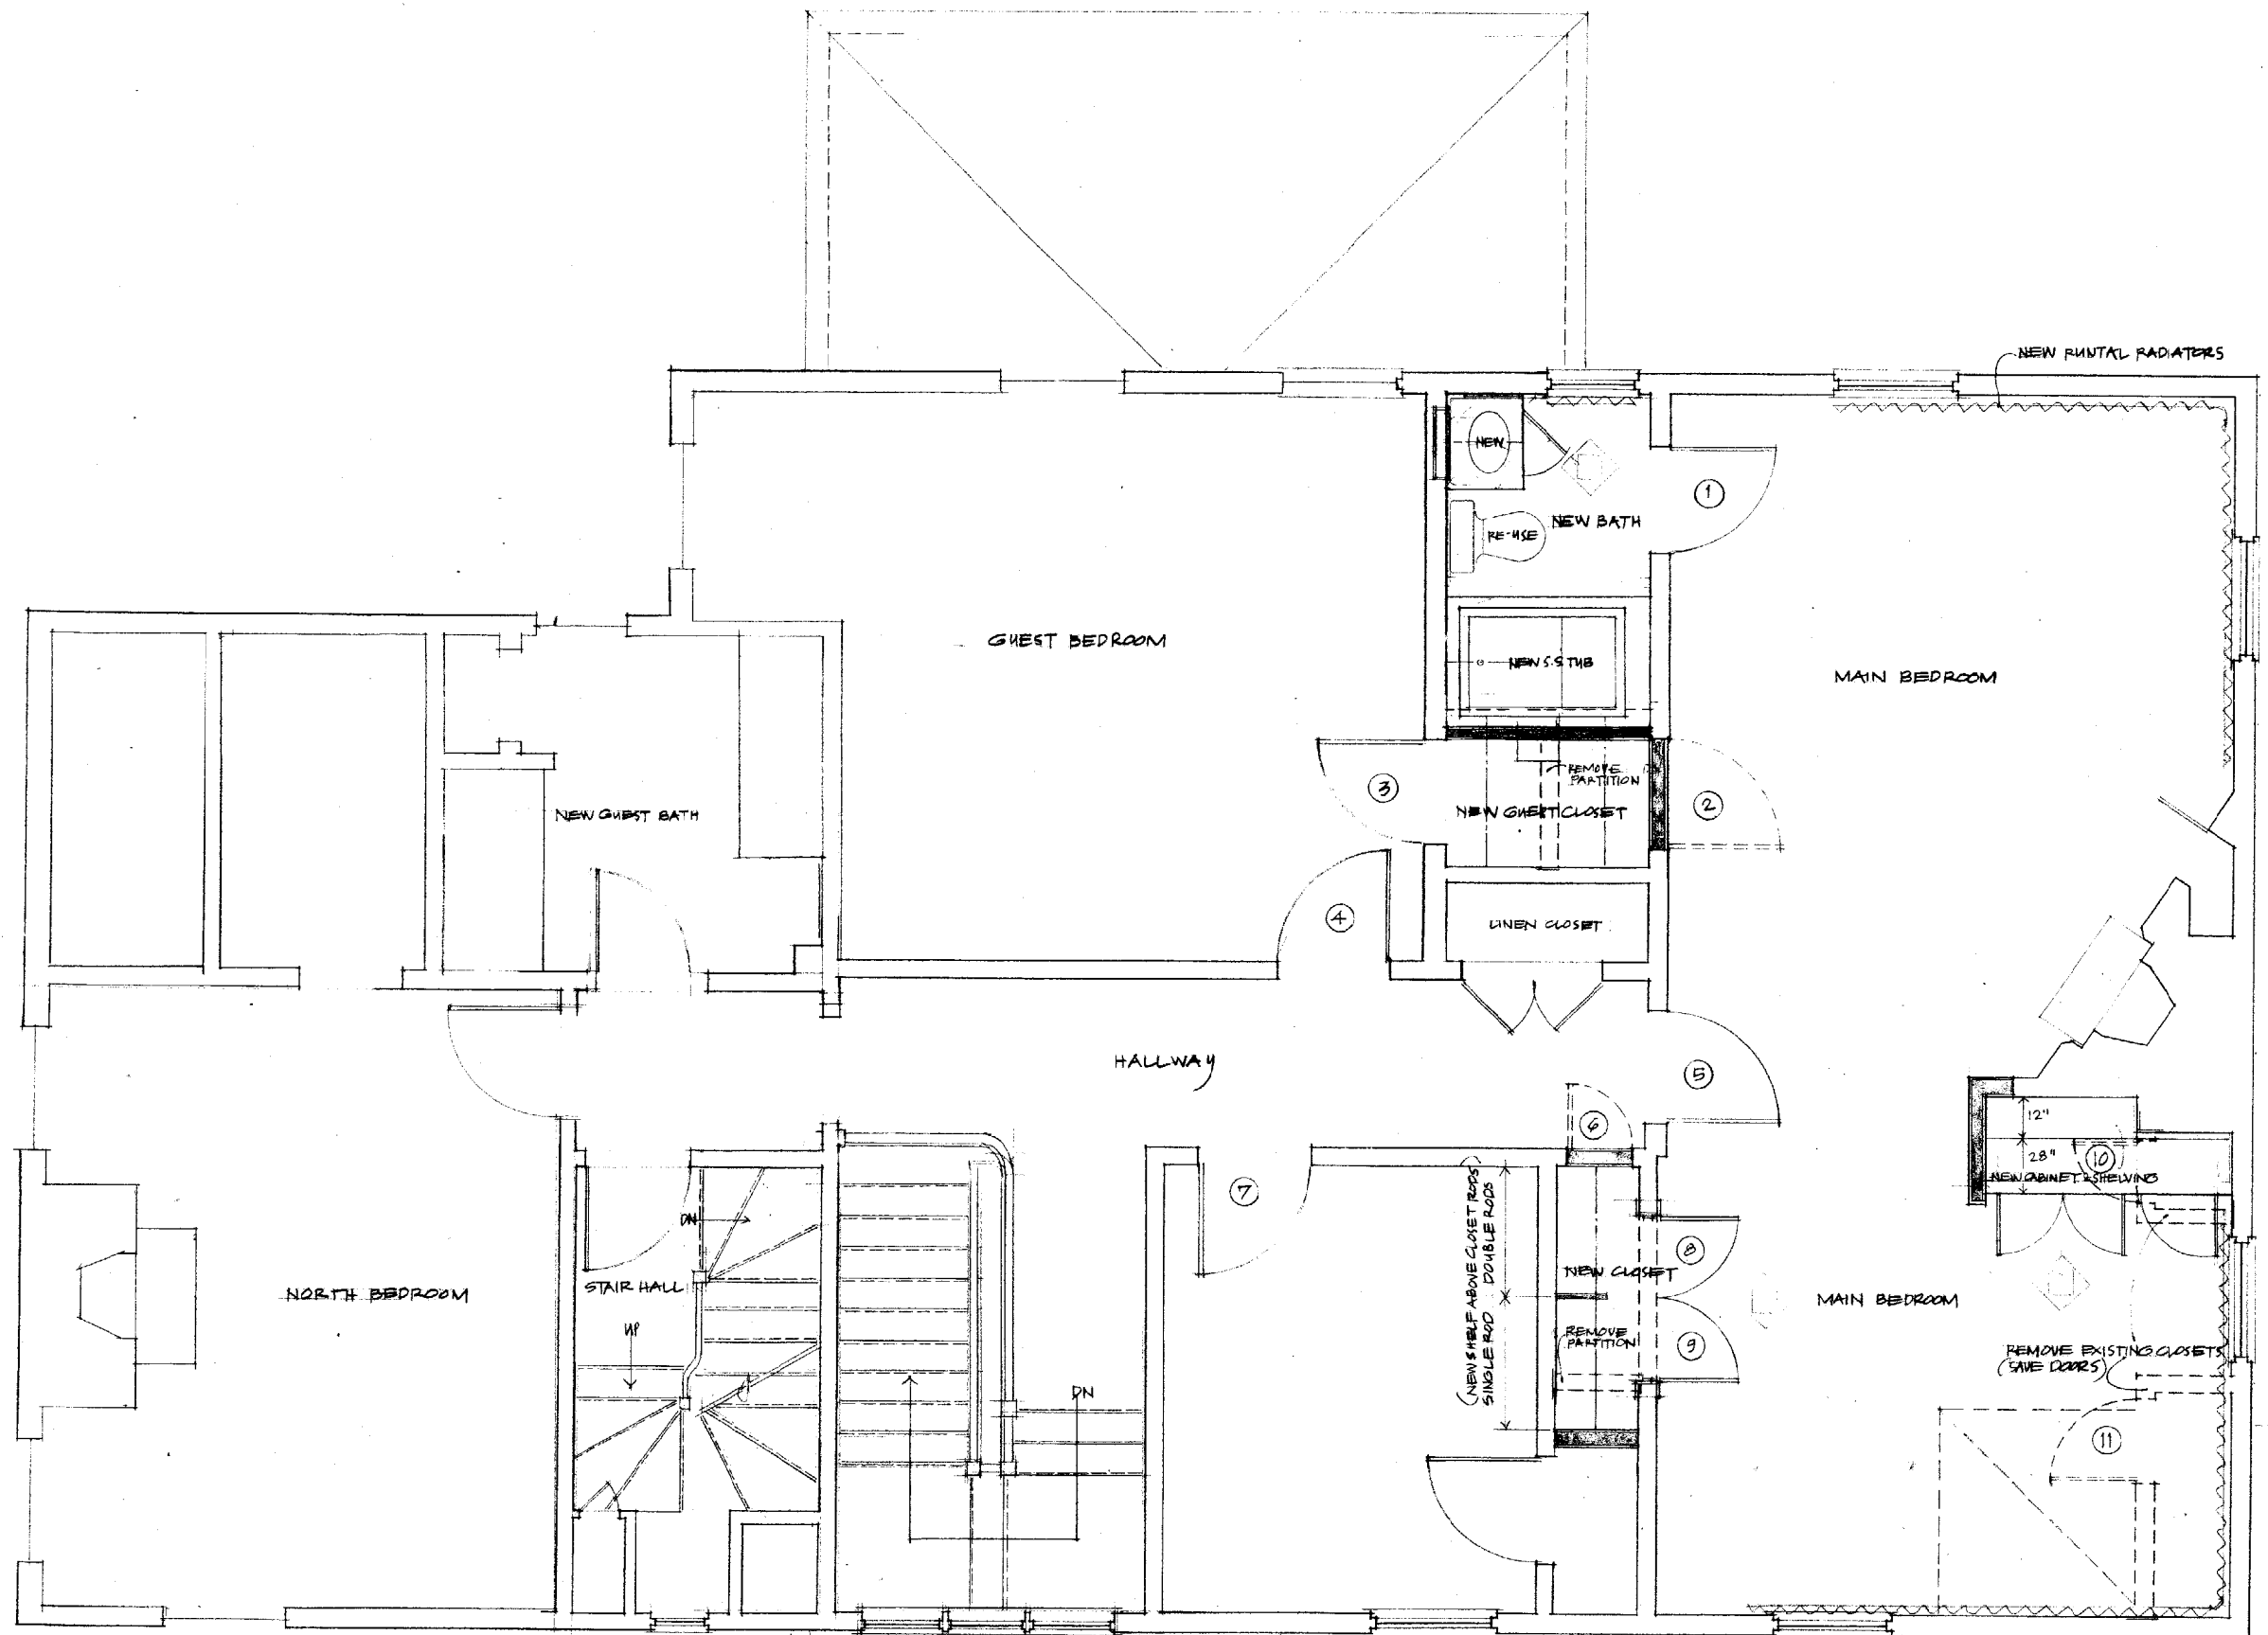 NEW RUNTAL RADIATORS
NEW
1
NEW BATH
RE-USE
GUEST BEDROOM
NEW S.S TUB
MAIN BEDROOM
REMOVE
PARTITION
3
2
NEW GUEST CLOSET
NEW GUEST BATH
4
LINEN CLOSET
HALLWAY
5
6
12"
28"
10
NEW CABINET & SHELVING
7
DN
(NEW SHELF ABOVE CLOSET RODS)
SINGLE ROD DOUBLE RODS
8
NEW CLOSET
STAIR HALL
NORTH BEDROOM
MAIN BEDROOM
UP
REMOVE
PARTITION
9
REMOVE EXISTING CLOSETS
(SAVE DOORS)
DN
11